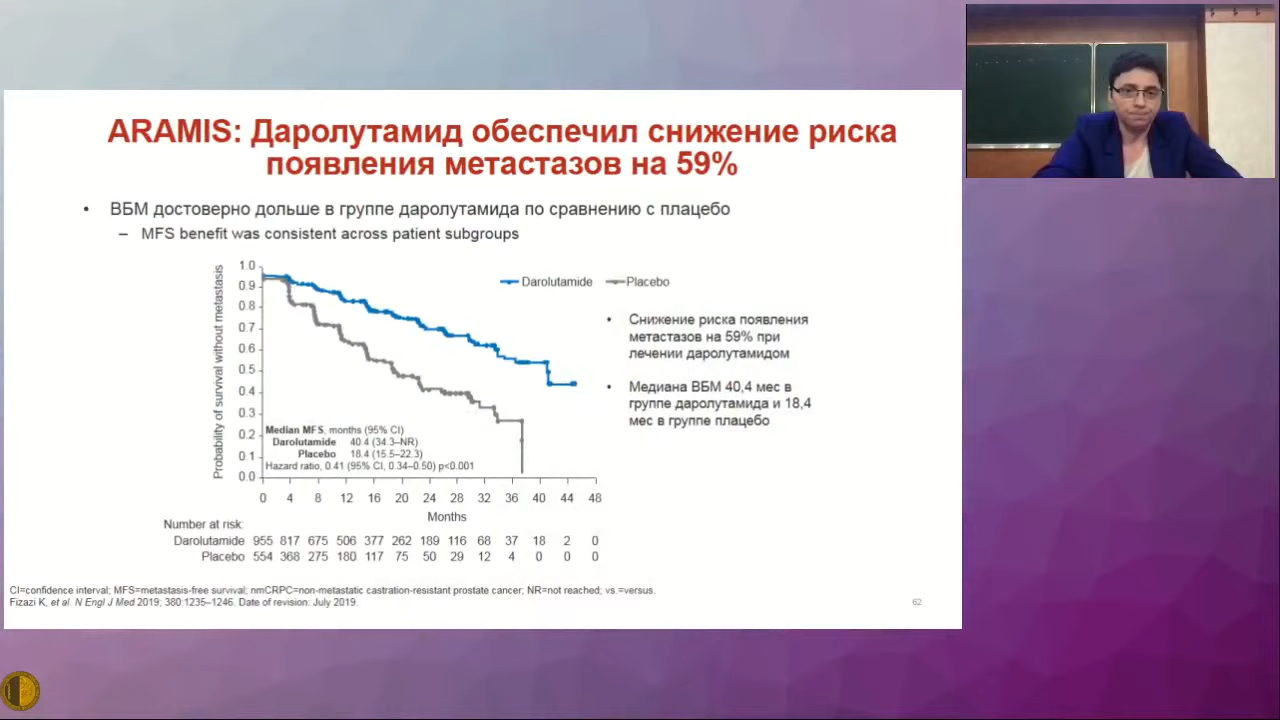 ARAMIS: Даролутамид обеспечил снижение риска
появления метастазов на 59%
• ВБМ достоверно дольше в группе даролутамида по сравнению с плацебо
– MFS benefit was consistent across patient subgroups
Probability of survival without metastasis
1.0
0.9
0.8
0.7
0.6
0.5
0.4
0.3
0.2
0.1
0.0
Darolutamide Placebo
Median MFS, months (95% CI)
Darolutamide 40.4 (34.3–NR)
Placebo 18.4 (15.5–22.3)
Hazard ratio, 0.41 (95% CI, 0.34–0.50) p<0.001
0 4 8 12 16 20 24 28 32 36 40 44 48
Months
• Снижение риска появления
метастазов на 59% при
лечении даролутамидом
• Медиана ВБМ 40,4 мес в
группе даролутамида и 18,4
мес в группе плацебо
Number at risk:
Darolutamide 955 817 675 506 377 262 189 116 68 37 18 2 0
Placebo 554 368 275 180 117 75 50 29 12 4 0 0 0
CI=confidence interval; MFS=metastasis-free survival; nmCRPC=non-metastatic castration-resistant prostate cancer; NR=not reached; vs.=versus.
Fizazi K, et al. N Engl J Med 2019; 380:1235–1246. Date of revision: July 2019.
62